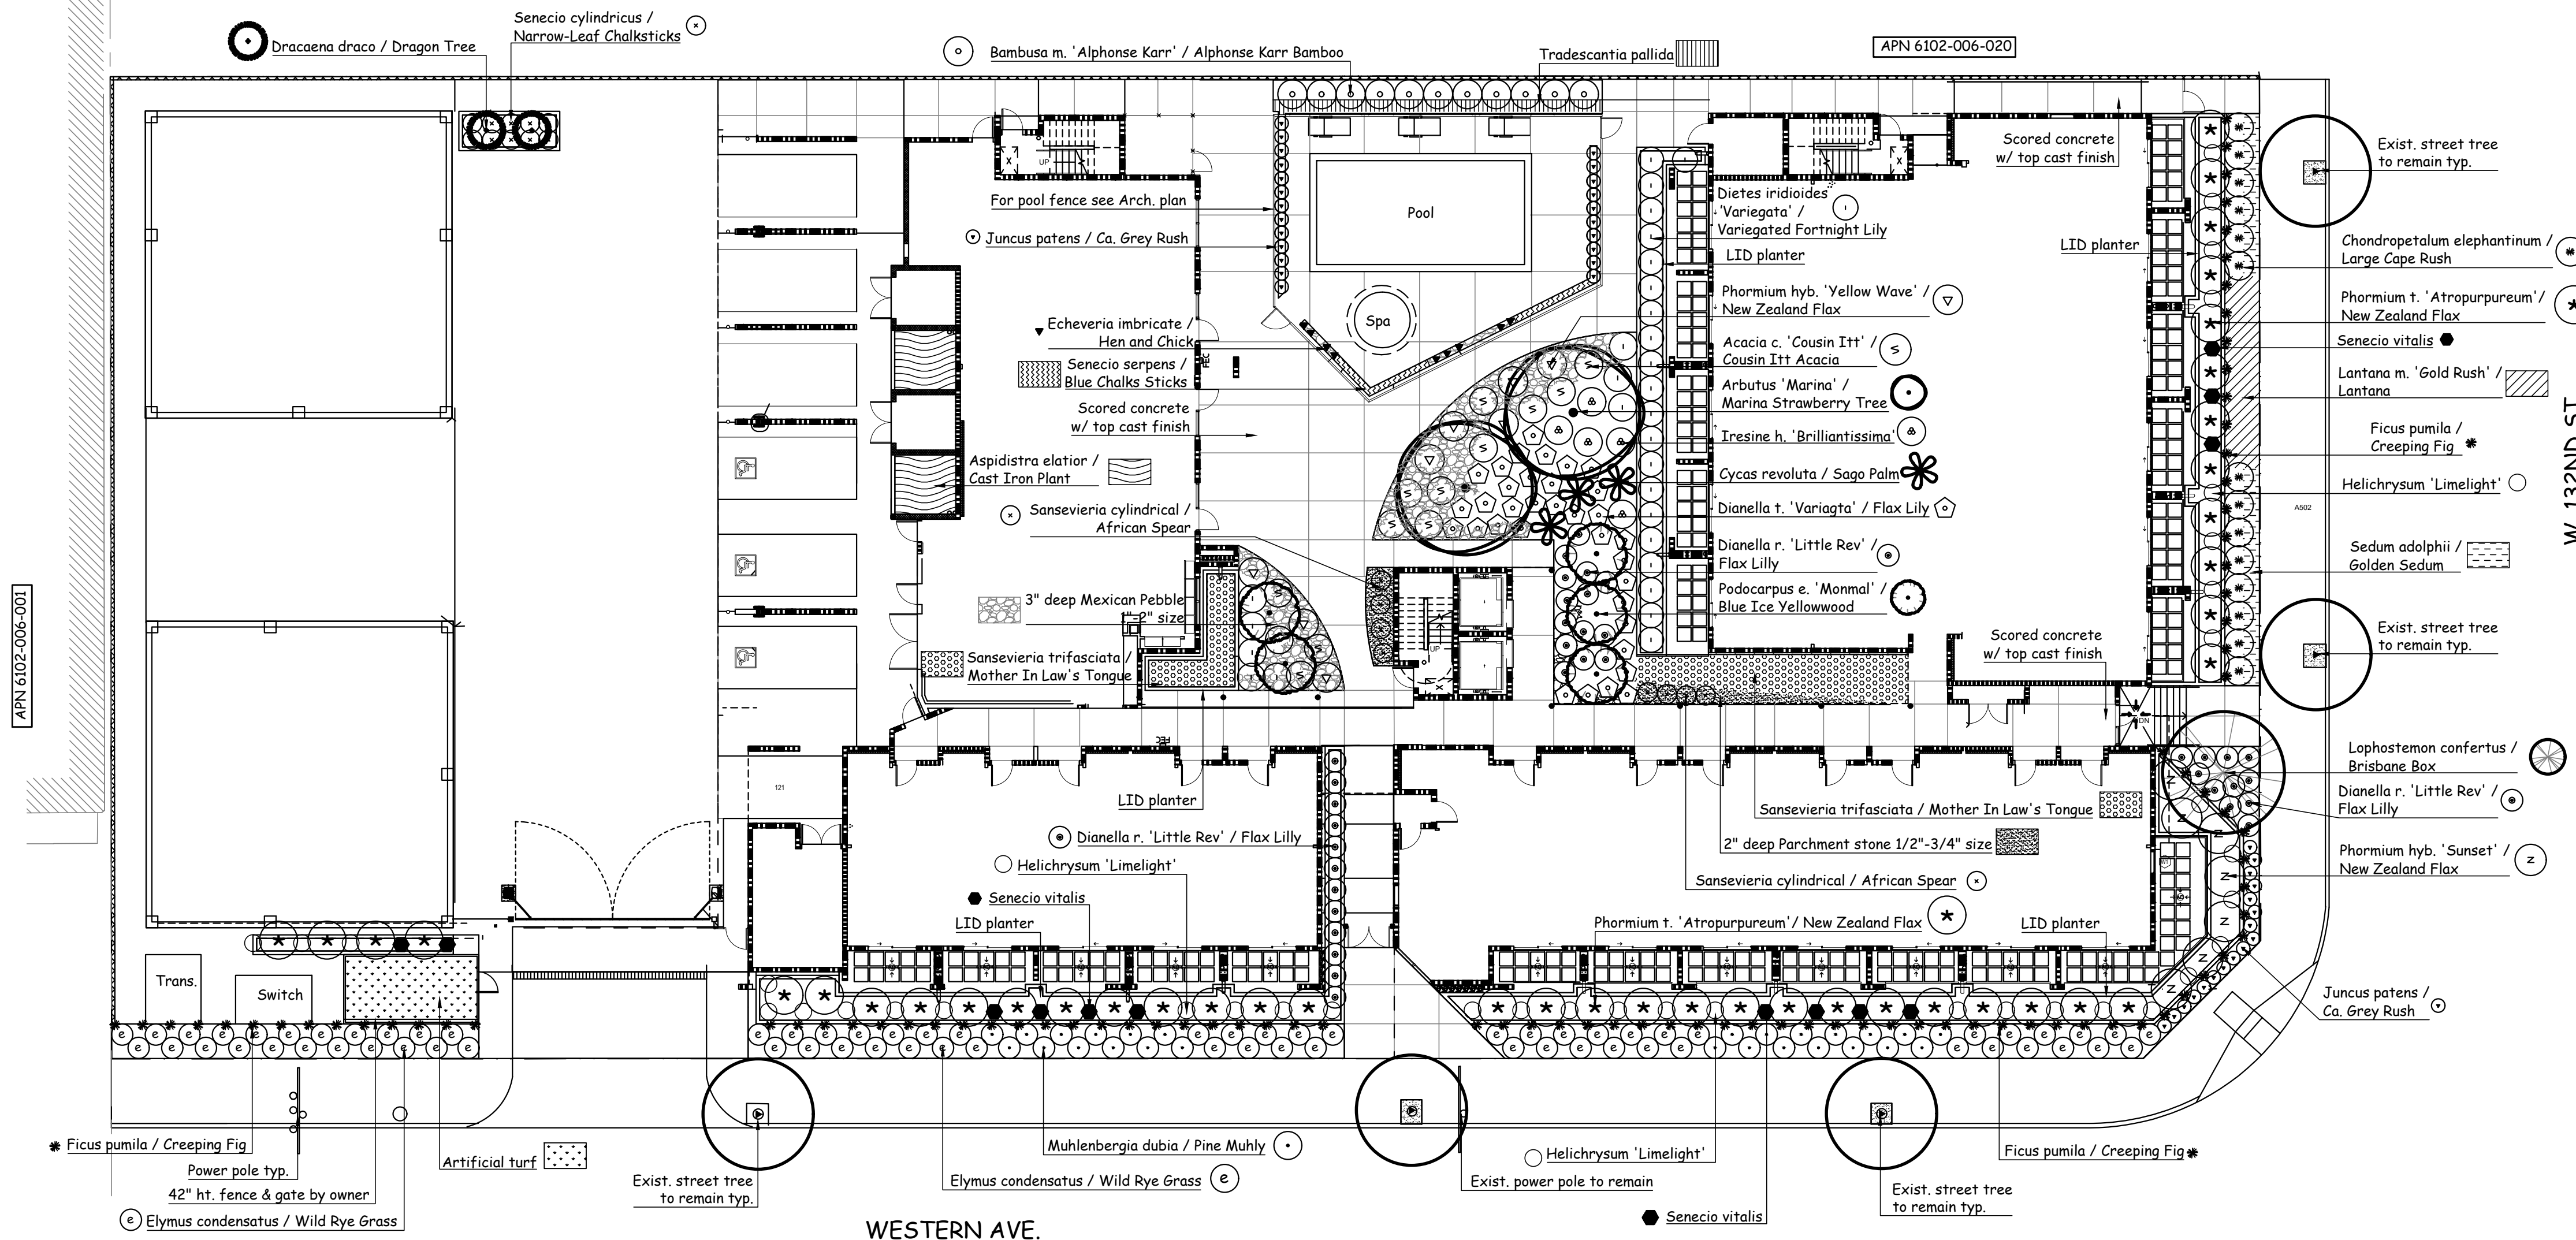 Senecio cylindricus /
Narrow-Leaf Chalksticks
Dracaena draco / Dragon Tree
Bambusa m. 'Alphonse Karr' / Alphonse Karr Bamboo
Tradescantia pallida
APN 6102-006-020
Scored concrete
w/ top cast finish
Exist. street tree
to remain typ.
UP
For pool fence see Arch. plan
Juncus patens / Ca. Grey Rush
Pool
Spa
Dietes iridioides
'Variegata' /
Variegated Fortnight Lily
LID planter
LID planter
Chondropetalum elephantinum /
Large Cape Rush
Phormium hyb. 'Yellow Wave' /
New Zealand Flax
Phormium t. 'Atropurpureum'/
New Zealand Flax
Echeveria imbricate /
Hen and Chick
FEC
Acacia c. 'Cousin Itt' /
Cousin Itt Acacia
Senecio vitalis
Senecio serpens /
Blue Chalks Sticks
Arbutus 'Marina' /
Marina Strawberry Tree
Lantana m. 'Gold Rush' /
Lantana
Scored concrete
w/ top cast finish
Iresine h. 'Brilliantissima'
Ficus pumila /
Creeping Fig
W. 132ND ST.
Aspidistra elatior /
Cast Iron Plant
Cycas revoluta / Sago Palm
Helichrysum 'Limelight'
Sansevieria cylindrical /
African Spear
Dianella t. 'Variagta' / Flax Lily
A502
Dianella r. 'Little Rev' /
Flax Lilly
Sedum adolphii /
Golden Sedum
APN 6102-006-001
3" deep Mexican Pebble
1"-2" size
Podocarpus e. 'Monmal' /
Blue Ice Yellowwood
Scored concrete
w/ top cast finish
Exist. street tree
to remain typ.
Sansevieria trifasciata /
Mother In Law's Tongue
UP
DN
FEC
Lophostemon confertus /
Brisbane Box
121
LID planter
Dianella r. 'Little Rev' /
Flax Lilly
Sansevieria trifasciata / Mother In Law's Tongue
Dianella r. 'Little Rev' / Flax Lilly
2" deep Parchment stone 1/2"-3/4" size
Phormium hyb. 'Sunset' /
New Zealand Flax
Helichrysum 'Limelight'
Sansevieria cylindrical / African Spear
Senecio vitalis
LID planter
Phormium t. 'Atropurpureum'/ New Zealand Flax
LID planter
Trans.
Switch
Juncus patens /
Ca. Grey Rush
Ficus pumila / Creeping Fig
Power pole typ.
42" ht. fence & gate by owner
Elymus condensatus / Wild Rye Grass
Artificial turf
Exist. street tree
to remain typ.
Muhlenbergia dubia / Pine Muhly
Elymus condensatus / Wild Rye Grass
Helichrysum 'Limelight'
Exist. power pole to remain
Senecio vitalis
Ficus pumila / Creeping Fig
Exist. street tree
to remain typ.
WESTERN AVE.